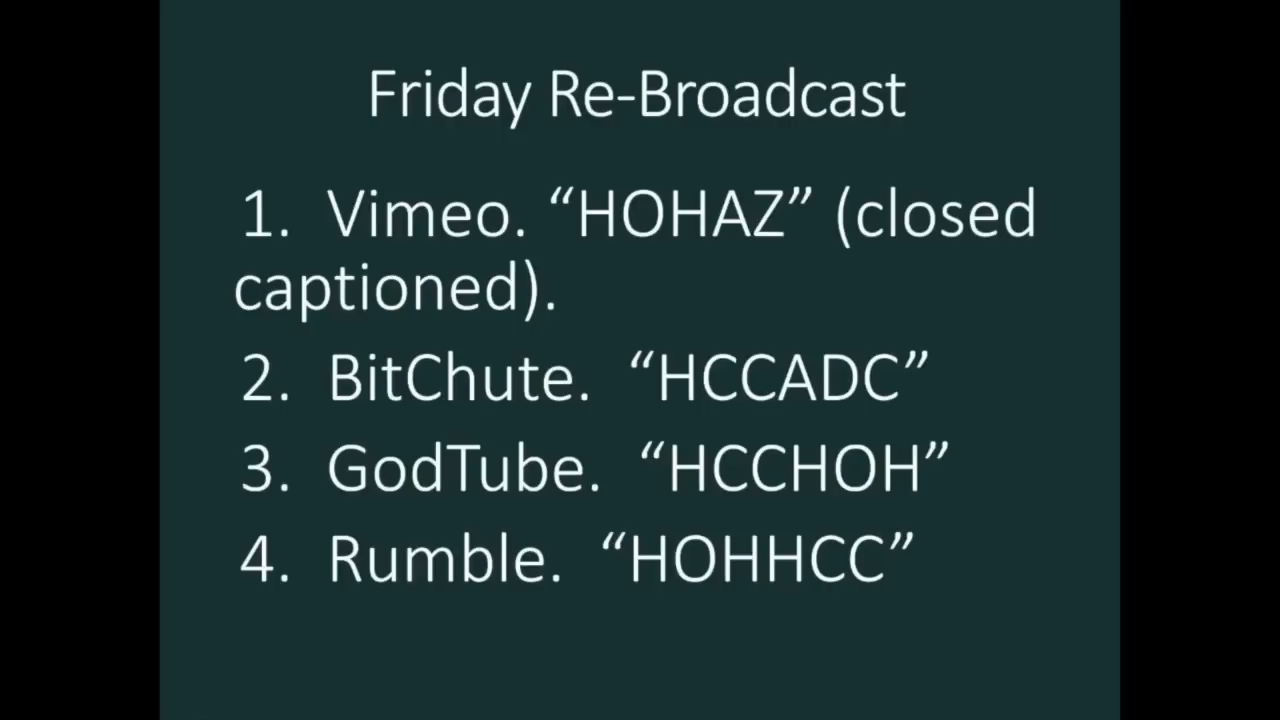 Friday Re-Broadcast
1. Vimeo. “HOHAZ” (closed
captioned).
2. BitChute. “HCCADC”
3. GodTube. “HCCHOH”
4. Rumble. “HOHHCC”